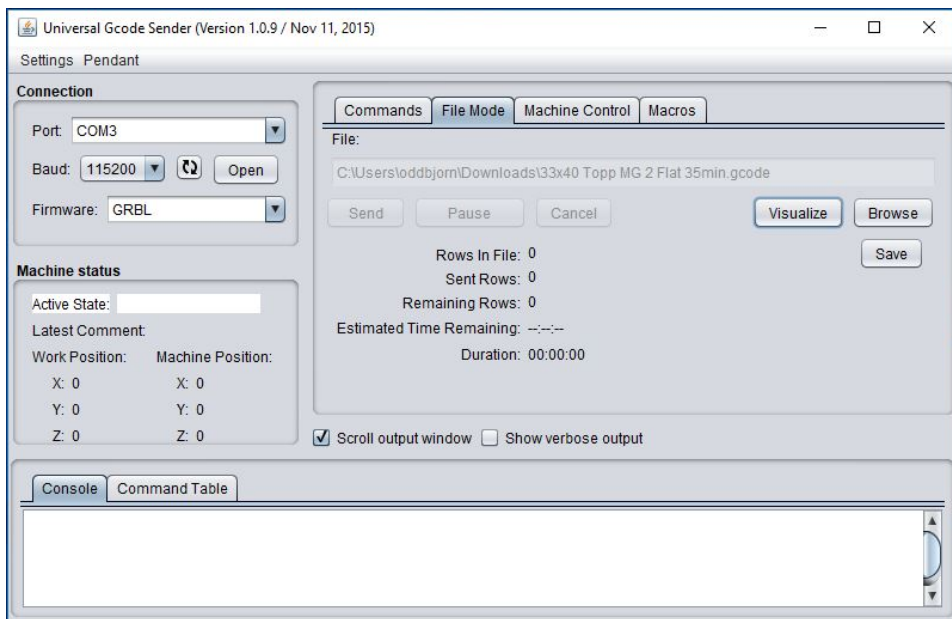 Universal Gcode Sender (Version 1.0.9 / Nov 11, 2015)
Settings Pendant
Connection
Port: COM3
Baud: 115200 Open
Firmware: GRBL
Machine status
Active State:
Latest Comment:
Work Position: Machine Position:
X: 0 X: 0
Y: 0 Y: 0
Z: 0 Z: 0
Commands File Mode Machine Control Macros
File:
C:\Users\oddbjorn\Downloads\33x40 Topp MG 2 Flat 35min.gcode
Send Pause Cancel Visualize Browse
Save
Rows In File: 0
Sent Rows: 0
Remaining Rows: 0
Estimated Time Remaining: --:--:--
Duration: 00:00:00
Scroll output window Show verbose output
Console Command Table